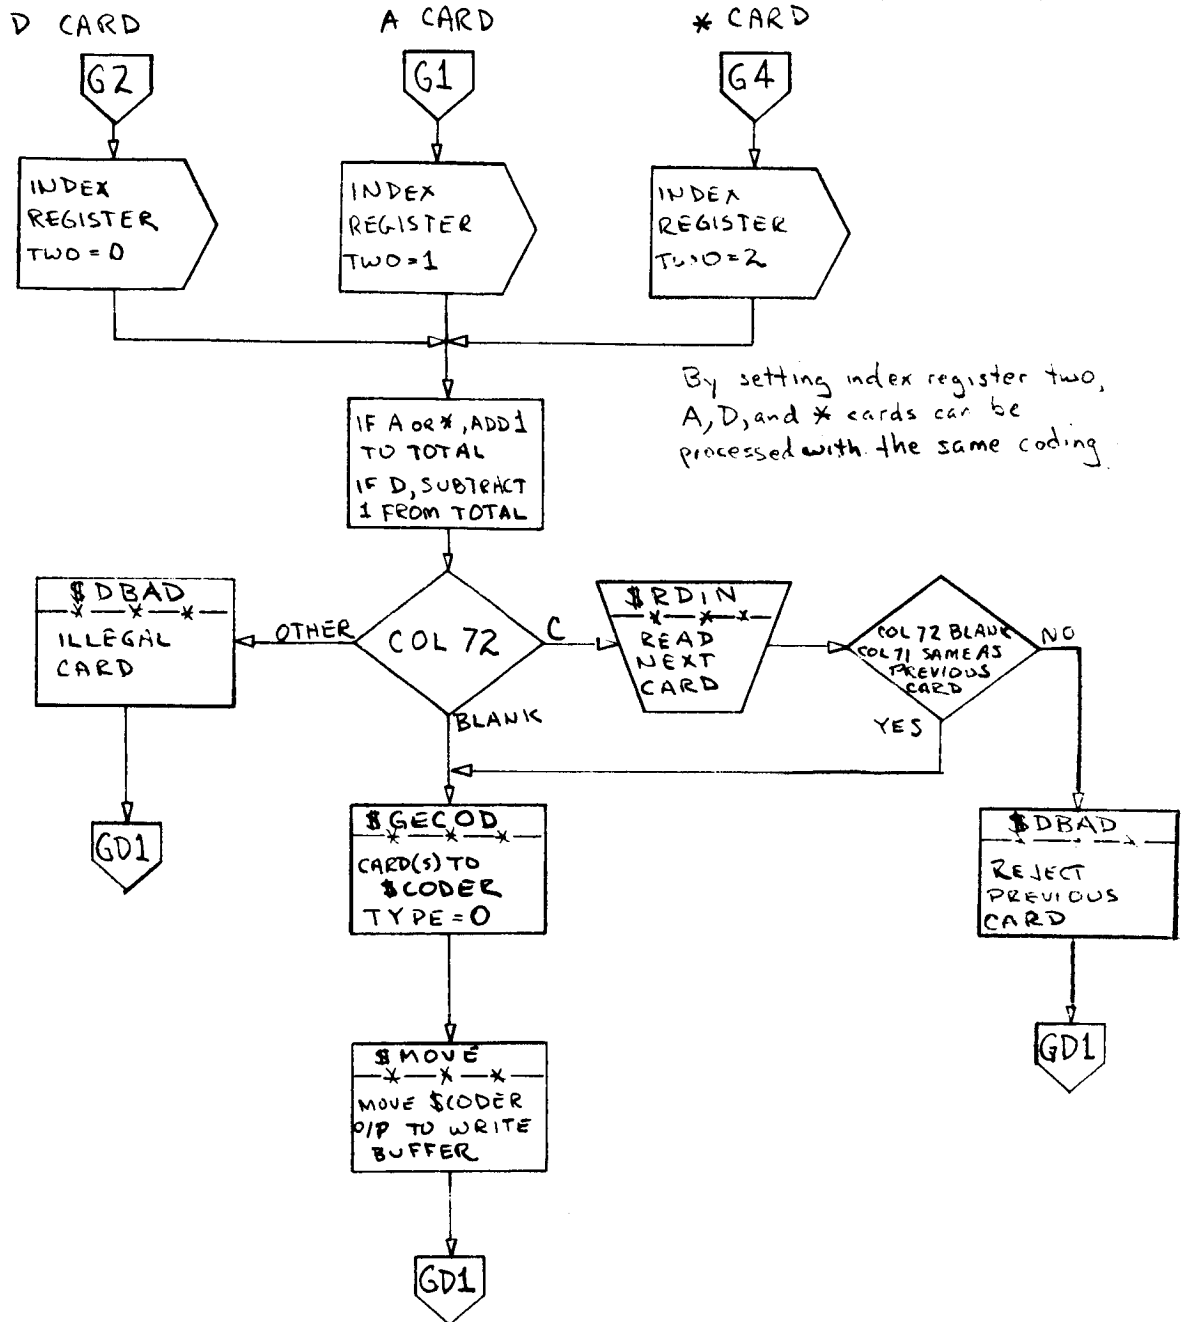 D CARD
A CARD
* CARD
G2
G1
G4
INDEX
REGISTER
TWO = 0
INDEX
REGISTER
TWO = 1
INDEX
REGISTER
TWO = 2
By setting index register two,
A, D, and * cards can be
processed with the same coding
IF A OR *, ADD 1
TO TOTAL
IF D, SUBTRACT
1 FROM TOTAL
$DBAD
ILLEGAL
CARD
OTHER
COL 72
C
BLANK
$RDIN
READ
NEXT
CARD
COL 72 BLANK
COL 71 SAME AS
PREVIOUS
CARD
NO
YES
GD1
$GECOD
CARD(S) TO
$CODER
TYPE = 0
$DBAD
REJECT
PREVIOUS
CARD
GD1
$MOVE
MOVE $CODER
O/P TO WRITE
BUFFER
GD1